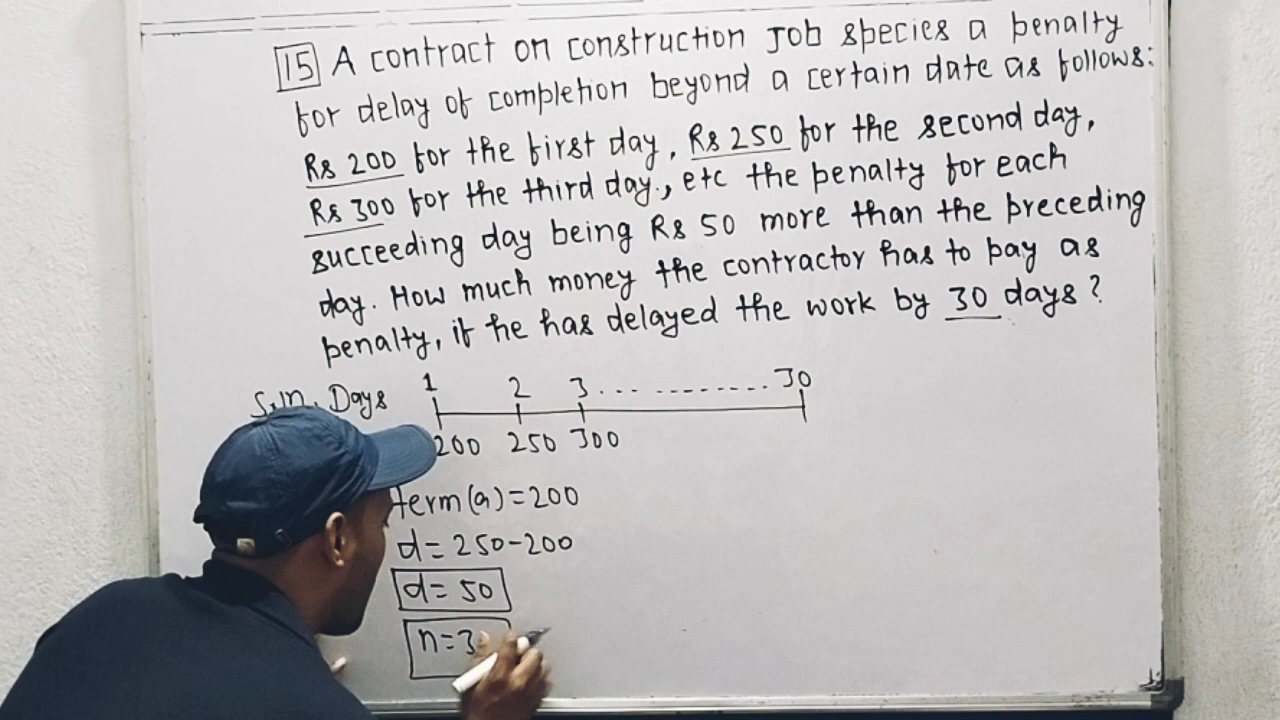 15 A contract on construction Job species a penalty
for delay of completion beyond a certain date as follows:
Rs 200 for the first day, Rs 250 for the second day,
Rs 300 for the third day., etc the penalty for each
succeeding day being Rs 50 more than the preceding
day. How much money the contractor has to pay as
penalty, if he has delayed the work by 30 days?
Days 1 2 3 ............ 30
200 250 300
term (a) = 200
d = 250 - 200
d = 50
n = 3